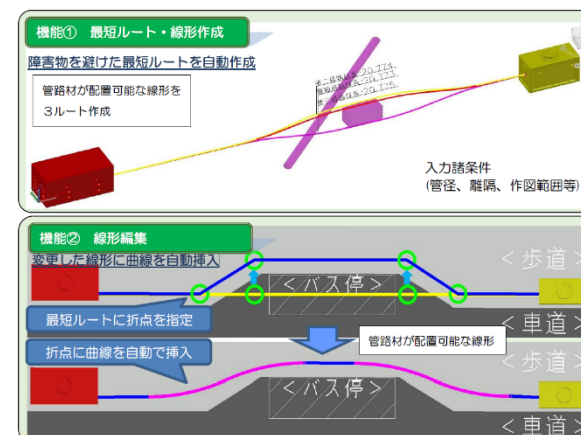 機能① 最短ルート・線形作成
障害物を避けた最短ルートを自動作成
管路材が配置可能な線形を
３ルート作成
入力諸条件
(管径、離隔、作図範囲等)
機能② 線形編集
変更した線形に曲線を自動挿入
＜歩道＞
＜バス停＞
最短ルートに折点を指定
＜車道＞
管路材が配置可能な線形
折点に曲線を自動で挿入
＜歩道＞
＜バス停＞
＜車道＞